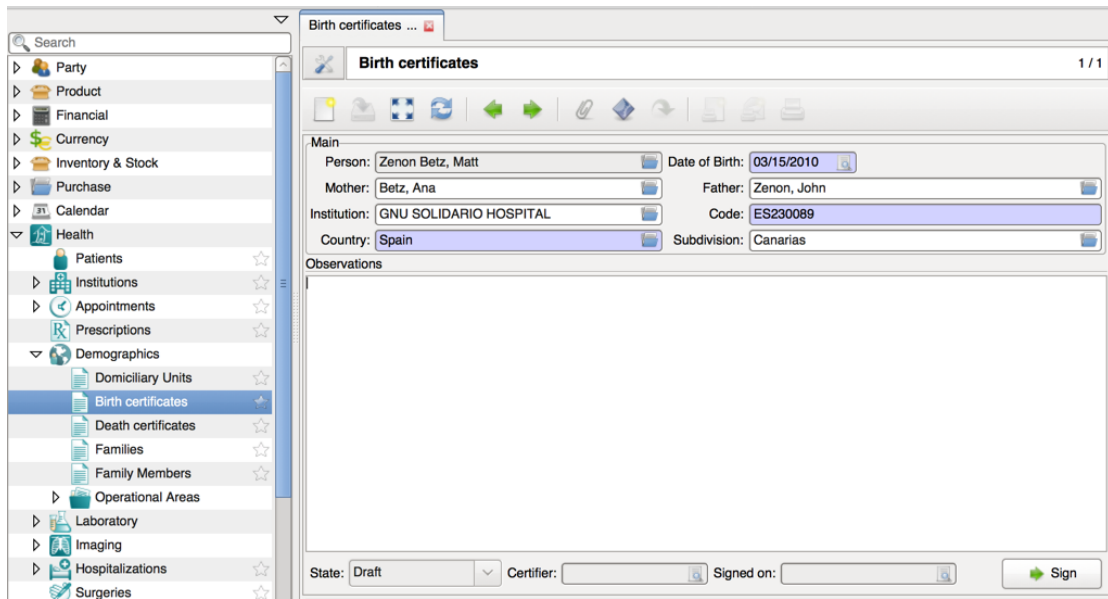 Birth certificates ...
Search
Birth certificates
1 / 1
Party
Product
Financial
Currency
Inventory & Stock
Purchase
31 Calendar
Health
Patients
Institutions
Appointments
Rx Prescriptions
Demographics
Domiciliary Units
Birth certificates
Death certificates
Families
Family Members
Operational Areas
Laboratory
Imaging
Hospitalizations
Surgeries
Main
Person: Zenon Betz, Matt Date of Birth: 03/15/2010
Mother: Betz, Ana Father: Zenon, John
Institution: GNU SOLIDARIO HOSPITAL Code: ES230089
Country: Spain Subdivision: Canarias
Observations
State: Draft Certifier: Signed on: Sign